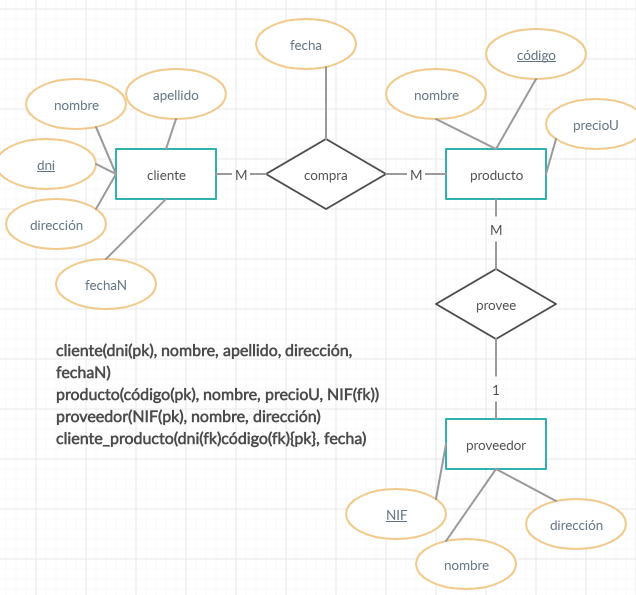 fecha
código
nombre
apellido
nombre
precioU
dni
cliente
M
compra
M
producto
dirección
M
fechaN
provee
cliente(dni(pk), nombre, apellido, dirección,
fechaN)
producto(código(pk), nombre, precioU, NIF(fk))
proveedor(NIF(pk), nombre, dirección)
cliente_producto(dni(fk)código(fk){pk}, fecha)
1
proveedor
NIF
dirección
nombre